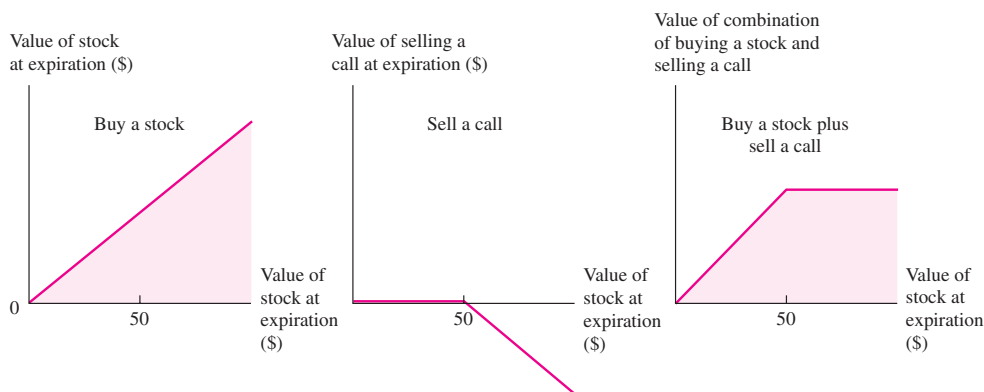 Value of stock
at expiration ($)
Buy a stock
0
50
Value of
stock at
expiration
($)
Value of selling a
call at expiration ($)
Sell a call
50
Value of
stock at
expiration
($)
Value of combination
of buying a stock and
selling a call
Buy a stock plus
sell a call
50
Value of
stock at
expiration
($)